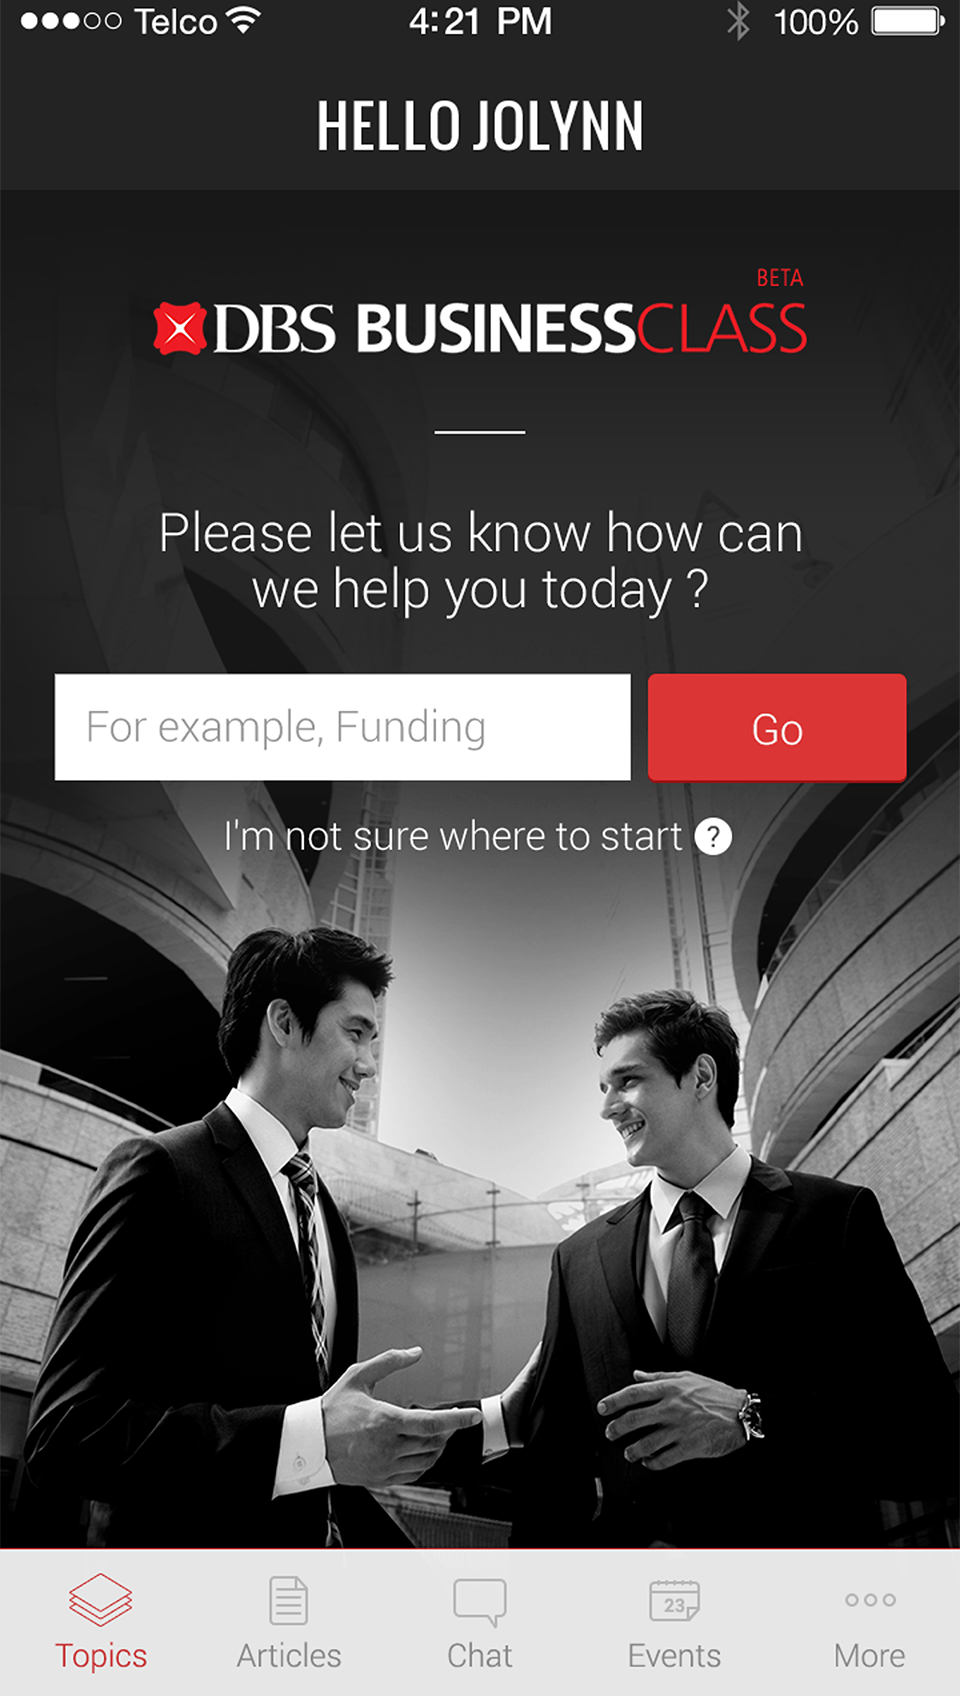 Telco 4:21 PM 100%
HELLO JOLYNN
BETA
DBS BUSINESSCLASS
Please let us know how can
we help you today ?
For example, Funding
Go
I'm not sure where to start ?
23
Topics Articles Chat Events More